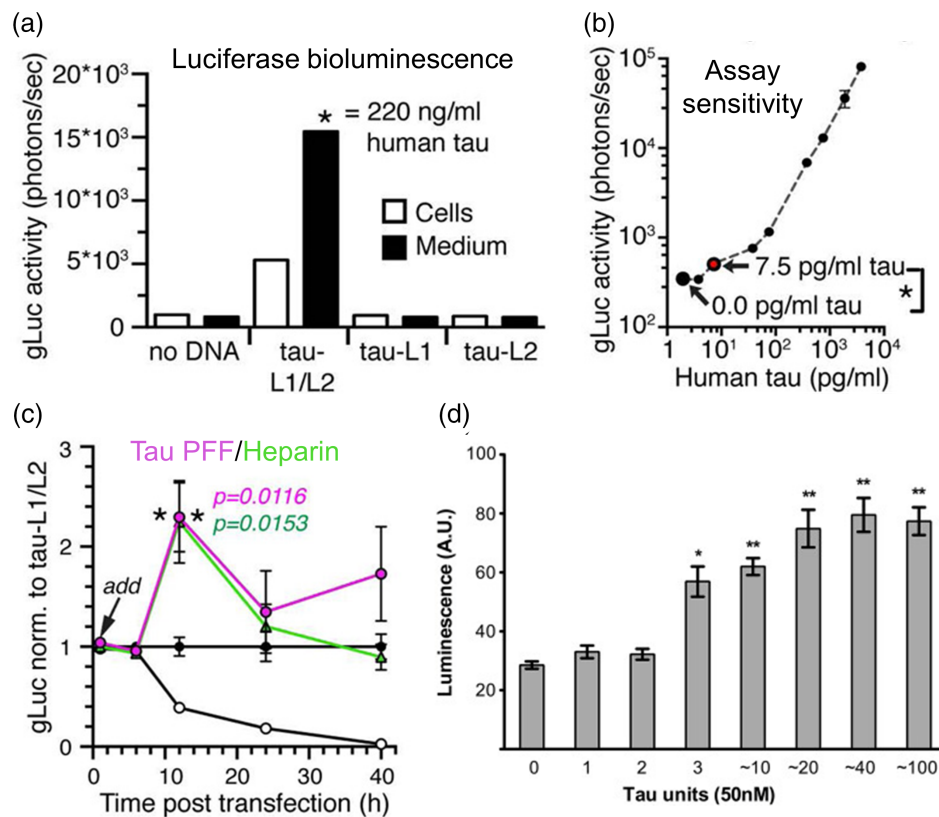 (a)
Luciferase bioluminescence
gLuc activity (photons/sec)
20*10³
15*10³
10*10³
5*10³
0
* = 220 ng/ml
human tau
Cells
Medium
no DNA
tau-
L1/L2
tau-L1
tau-L2
(b)
Assay
sensitivity
gLuc activity (photons/sec)
10⁵
10⁴
10³
10²
7.5 pg/ml tau
0.0 pg/ml tau
*
1 10¹ 10² 10³ 10⁴
Human tau (pg/ml)
(c)
Tau PFF/Heparin
gLuc norm. to tau-L1/L2
3
2
1
0
add
* *
p=0.0116
p=0.0153
0 10 20 30 40
Time post transfection (h)
(d)
Luminescence (A.U.)
100
80
60
40
20
* ** ** ** **
0 1 2 3 ~10 ~20 ~40 ~100
Tau units (50nM)